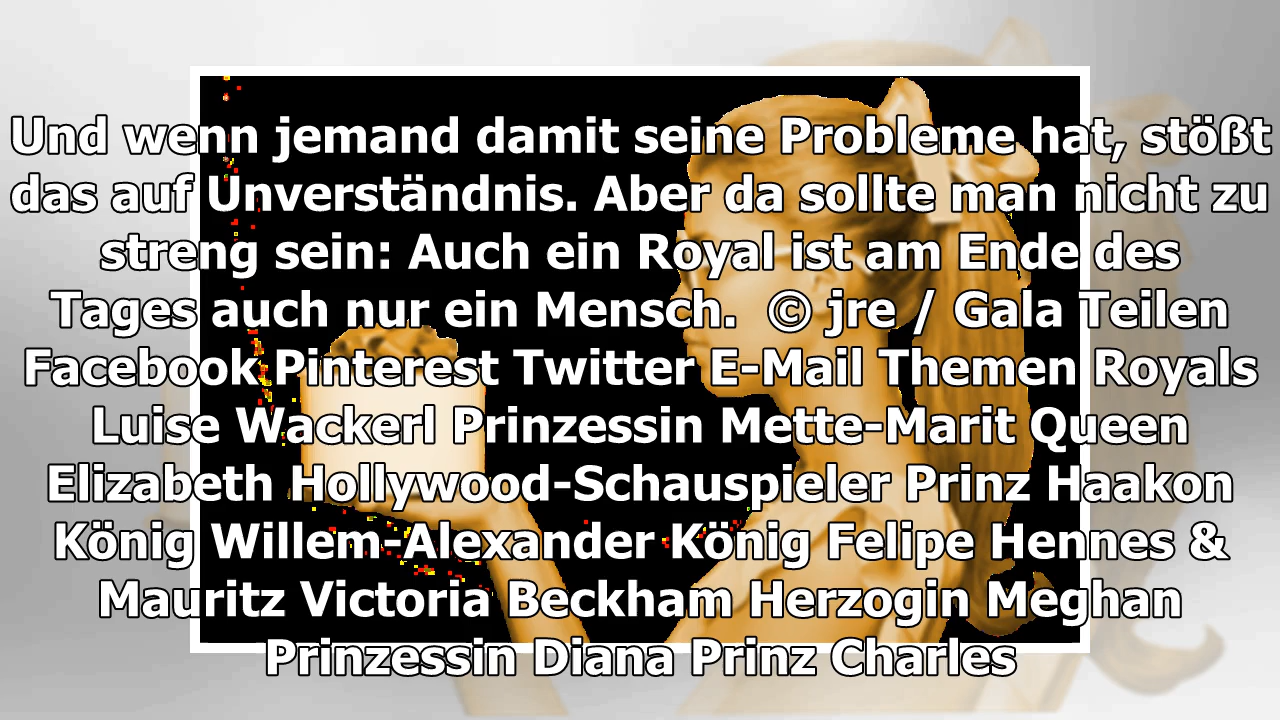 Und wenn jemand damit seine Probleme hat, stößt
das auf Unverständnis. Aber da sollte man nicht zu
streng sein: Auch ein Royal ist am Ende des
Tages auch nur ein Mensch.  © jre / Gala Teilen
Facebook Pinterest Twitter E-Mail Themen Royals
Luise Wackerl Prinzessin Mette-Marit Queen
Elizabeth Hollywood-Schauspieler Prinz Haakon
König Willem-Alexander König Felipe Hennes &
Mauritz Victoria Beckham Herzogin Meghan
Prinzessin Diana Prinz Charles